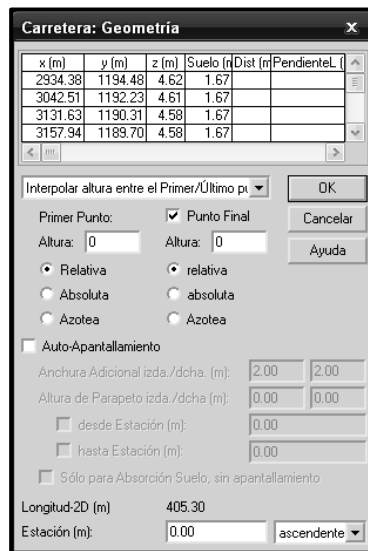 Carretera: Geometría
x (m) y (m) z (m) Suelo (m Dist (m PendienteL (
2934.38 1194.48 4.62 1.67
3042.51 1192.23 4.61 1.67
3131.63 1190.31 4.58 1.67
3157.94 1189.70 4.58 1.67
Interpolar altura entre el Primer/Último pu OK
Primer Punto: Punto Final Cancelar
Altura: 0 Altura: 0 Ayuda
Relativa relativa
Absoluta absoluta
Azotea Azotea
Auto-Apantallamiento
Anchura Adicional izda./dcha. (m): 2.00 2.00
Altura de Parapeto izda./dcha (m): 0.00 0.00
desde Estación (m): 0.00
hasta Estación (m): 0.00
Sólo para Absorción Suelo, sin apantallamiento
Longitud-2D (m) 405.30
Estación (m): 0.00 ascendente